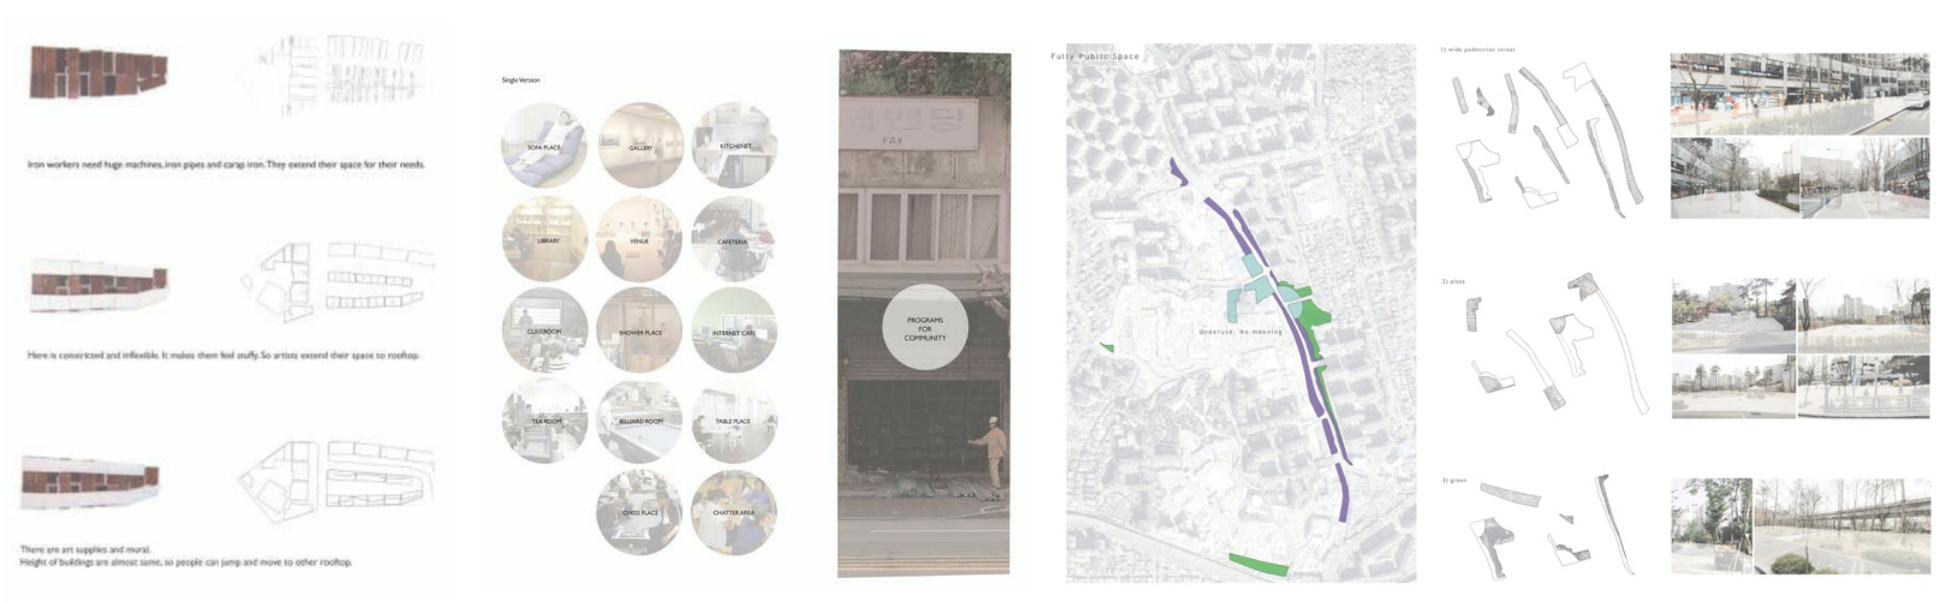 Iron workers need huge machines, iron pipes and carap iron. They extend their space for their needs.
Here is constricted and inflexible. It makes them feel stuffy. So artists extend their space to rooftop.
There are art supplies and mural.
Height of buildings are almost same, so people can jump and move to other rooftop.
Single Version
SOFA PLACE
GALLERY
KITCHENET
LIBRARY
VENUE
CAFETERIA
CLASSROOM
SHOWER PLACE
INTERNET CAFE
TEA ROOM
BILLIARD ROOM
TABLE PLACE
CHESS PLACE
CHATTER AREA
FAX
PROGRAMS
FOR
COMMUNITY
Fully Public Space
Underuse, No meaning
1) wide pedestrian street
2) plaza
3) green